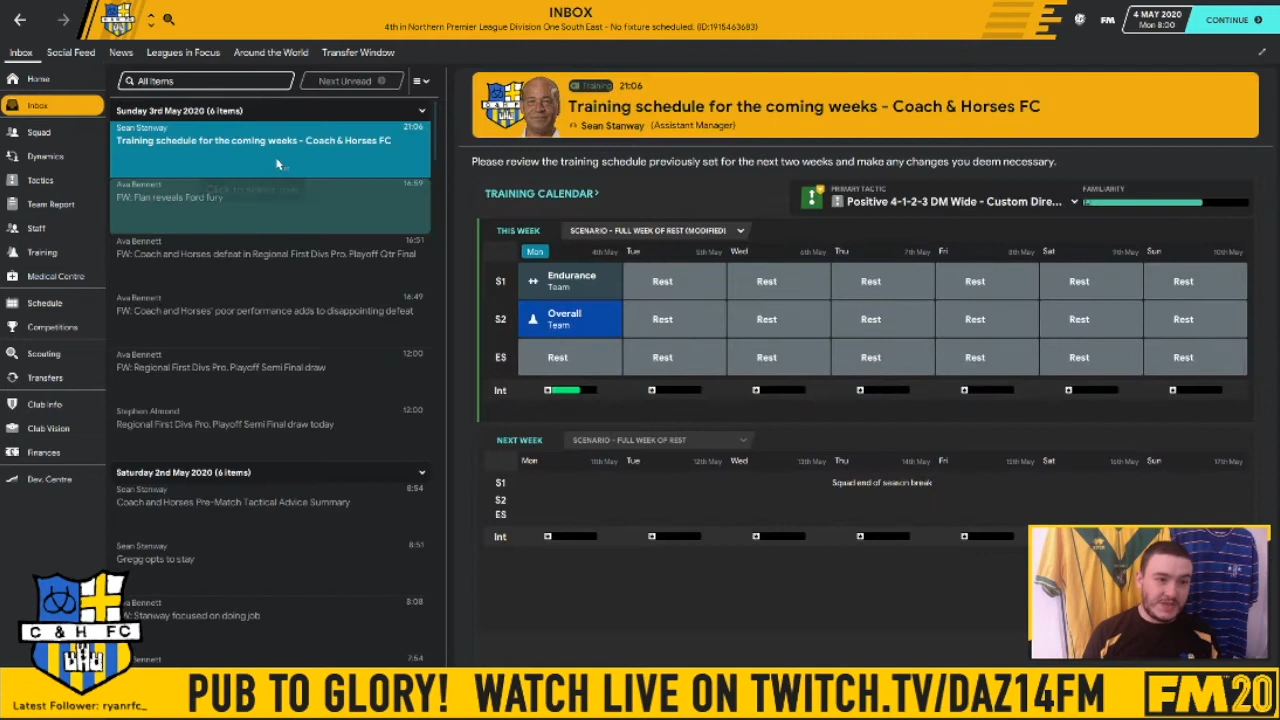 INBOX
4th in Northern Premier League Division One South East - No fixture scheduled. (ID:1915463683)
FM
4 MAY 2020
Mon 8:00
CONTINUE
Inbox Social Feed News Leagues in Focus Around the World Transfer Window
Home
Inbox
Squad
Dynamics
Tactics
Team Report
Staff
Training
Medical Centre
Schedule
Competitions
Scouting
Transfers
Club Info
Club Vision
Finances
Dev. Centre
All Items
Next Unread
Sunday 3rd May 2020 (6 items)
Sean Stanway 21:06
Training schedule for the coming weeks - Coach & Horses FC
Ava Bennett 16:59
FW: Flan reveals Ford fury
Ava Bennett 16:51
FW: Coach and Horses defeat in Regional First Divs Pro. Playoff Qtr Final
Ava Bennett 16:49
FW: Coach and Horses' poor performance adds to disappointing defeat
Ava Bennett 12:00
FW: Regional First Divs Pro. Playoff Semi Final draw
Stephen Almond 12:00
Regional First Divs Pro. Playoff Semi Final draw today
Saturday 2nd May 2020 (6 items)
Sean Stanway 8:54
Coach and Horses Pre-Match Tactical Advice Summary
Sean Stanway 8:51
Gregg opts to stay
Ava Bennett 8:08
FW: Stanway focused on doing job
Bennett 7:54
Training 21:06
Training schedule for the coming weeks - Coach & Horses FC
Sean Stanway (Assistant Manager)
Please review the training schedule previously set for the next two weeks and make any changes you deem necessary.
TRAINING CALENDAR>
PRIMARY TACTIC
Positive 4-1-2-3 DM Wide - Custom Dire...
FAMILIARITY
THIS WEEK SCENARIO - FULL WEEK OF REST (MODIFIED)
Mon 4th May Tue 5th May Wed 6th May Thu 7th May Fri 8th May Sat 9th May Sun 10th May
S1 Endurance Team Rest Rest Rest Rest Rest Rest
S2 Overall Team Rest Rest Rest Rest Rest Rest
ES Rest Rest Rest Rest Rest Rest Rest
Int
NEXT WEEK SCENARIO - FULL WEEK OF REST
Mon 11th May Tue 12th May Wed 13th May Thu 14th May Fri 15th May Sat 16th May Sun 17th May
S1 Squad end of season break
S2
ES
Int
C & H FC
Latest Follower: ryanrfc_
PUB TO GLORY! WATCH LIVE ON TWITCH.TV/DAZ14FM
FM20